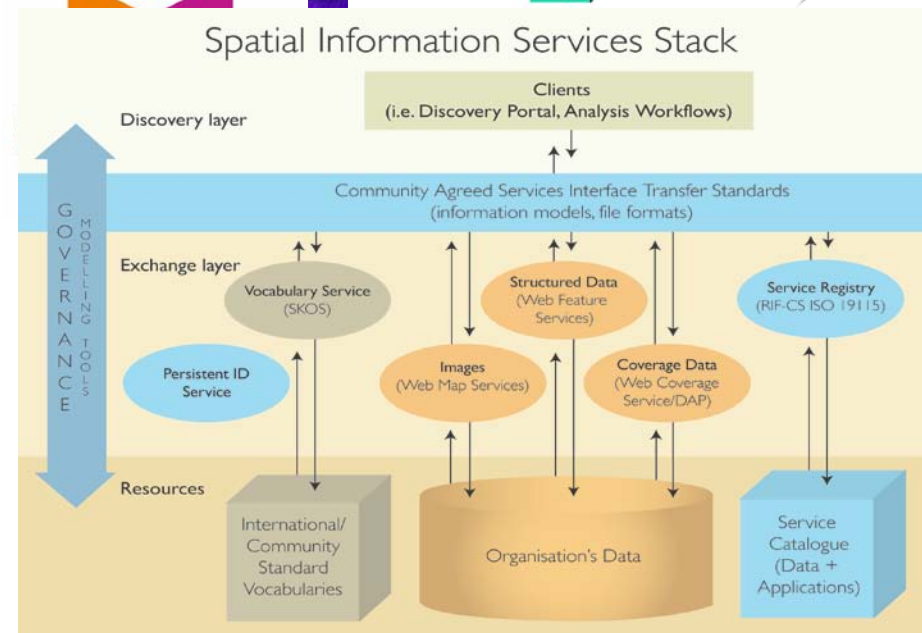 Spatial Information Services Stack
Clients
(i.e. Discovery Portal, Analysis Workflows)
Discovery layer
Community Agreed Services Interface Transfer Standards
(information models, file formats)
GOVERNANCE
MODELLING TOOLS
Exchange layer
Vocabulary Service
(SKOS)
Structured Data
(Web Feature
Services)
Service Registry
(RIF-CS ISO 19115)
Persistent ID
Service
Images
(Web Map Services)
Coverage Data
(Web Coverage
Service/DAP)
Resources
International/
Community
Standard
Vocabularies
Organisation's Data
Service
Catalogue
(Data +
Applications)